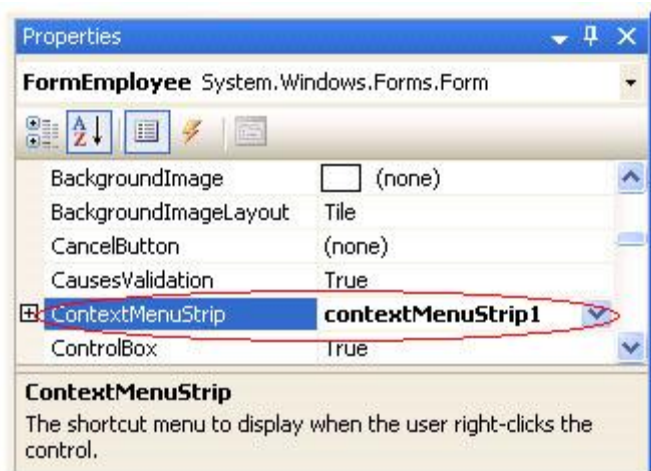 Properties
FormEmployee System.Windows.Forms.Form
A
Z
BackgroundImage (none)
BackgroundImageLayout Tile
CancelButton (none)
CausesValidation True
ContextMenuStrip contextMenuStrip1
ControlBox True
ContextMenuStrip
The shortcut menu to display when the user right-clicks the
control.